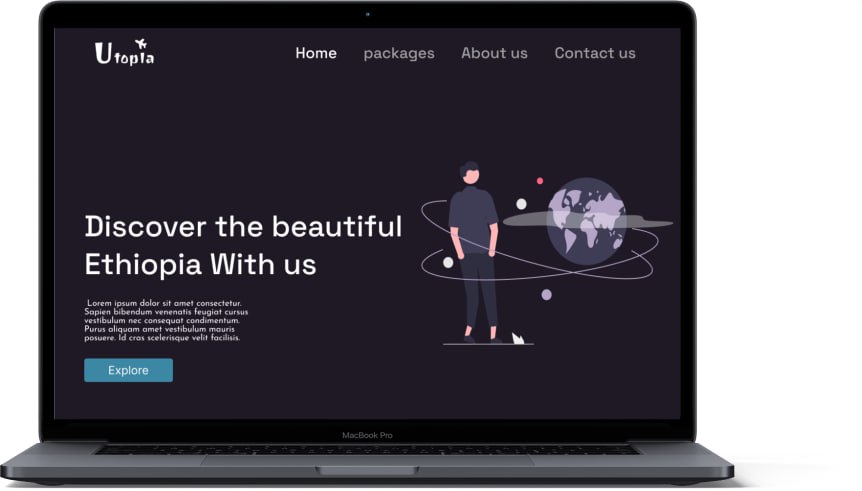 Utopia
Home packages About us Contact us
Discover the beautiful
Ethiopia With us
Lorem ipsum dolor sit amet consectetur.
Sapien bibendum venenatis feugiat cursus
vestibulum nec consequat condimentum.
Purus aliquam amet vestibulum mauris
posuere. Id cras scelerisque velit facilisis.
Explore
MacBook Pro